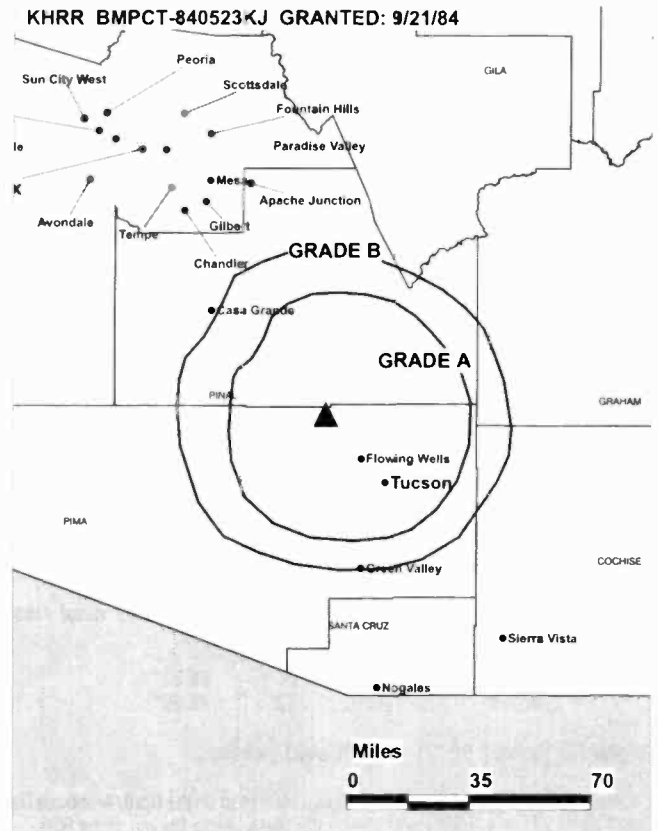 KHRR BMPCT-840523KJ GRANTED: 9/21/84
Peoria
GILA
Sun City West
Scottsdale
Fountain Hills
le
Paradise Valley
K
Mesa
Apache Junction
Avondale
Gilbert
Tempe
GRADE B
Chandler
Casa Grande
GRADE A
PINAL
GRAHAM
Flowing Wells
Tucson
PIMA
COCHISE
Green Valley
SANTA CRUZ
Sierra Vista
Nogales
Miles
0 35 70